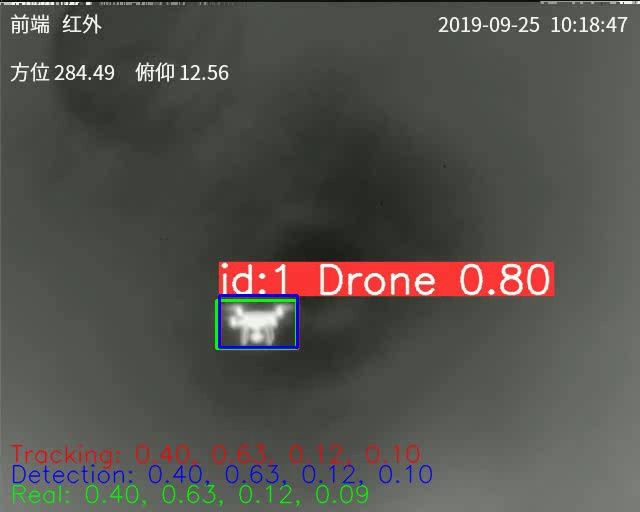 前端 红外 2019-09-25 10:18:47
方位 284.49 俯仰 12.56
id:1 Drone 0.80
Tracking: 0.40, 0.63, 0.12, 0.10
Detection: 0.40, 0.63, 0.12, 0.10
Real: 0.40, 0.63, 0.12, 0.09